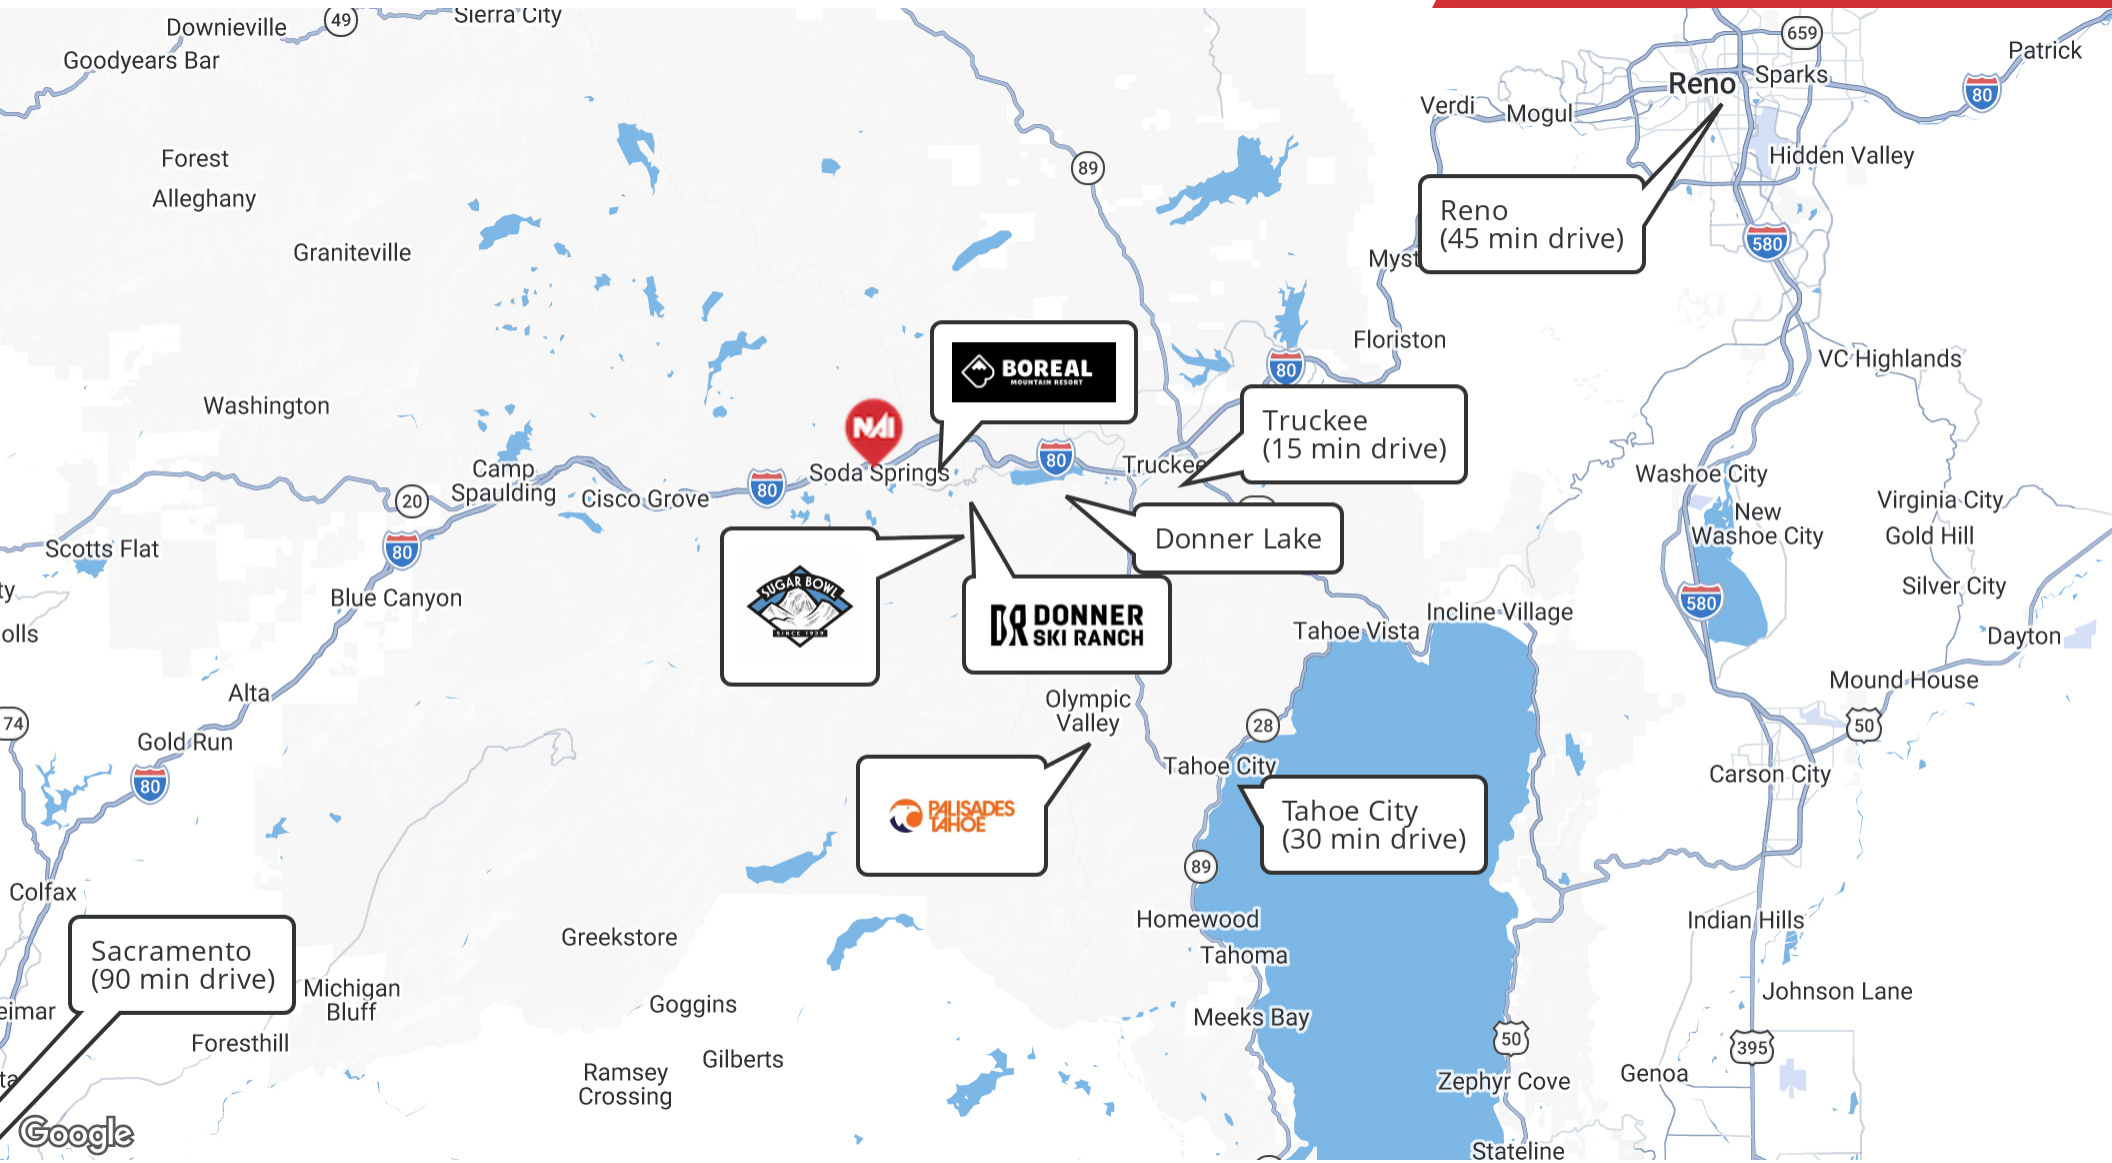 Downieville
49
Sierra City
Goodyears Bar
659
Patrick
Reno
Sparks
80
Verdi
Mogul
Forest
Hidden Valley
89
Alleghany
Reno
(45 min drive)
Graniteville
580
Myst
Floriston
VC Highlands
BOREAL
MOUNTAIN RESORT
80
Washington
NAI
Truckee
(15 min drive)
Camp
Spaulding
Soda Springs
80
Truckee
Washoe City
20
Cisco Grove
80
Virginia City
New
Washoe City
Gold Hill
Scotts Flat
80
Donner Lake
ty
Blue Canyon
SUGAR BOWL
SINCE 1939
DONNER
SKI RANCH
580
Silver City
olls
Tahoe Vista
Incline Village
Dayton
Alta
Olympic
Valley
Mound House
74
Gold Run
28
50
80
Tahoe City
Carson City
PALISADES
TAHOE
Tahoe City
(30 min drive)
Colfax
89
Sacramento
(90 min drive)
Greekstore
Homewood
Indian Hills
Tahoma
eimar
Michigan
Bluff
Goggins
Meeks Bay
Johnson Lane
Foresthill
Gilberts
50
395
ta
Ramsey
Crossing
Zephyr Cove
Genoa
Google
Stateline